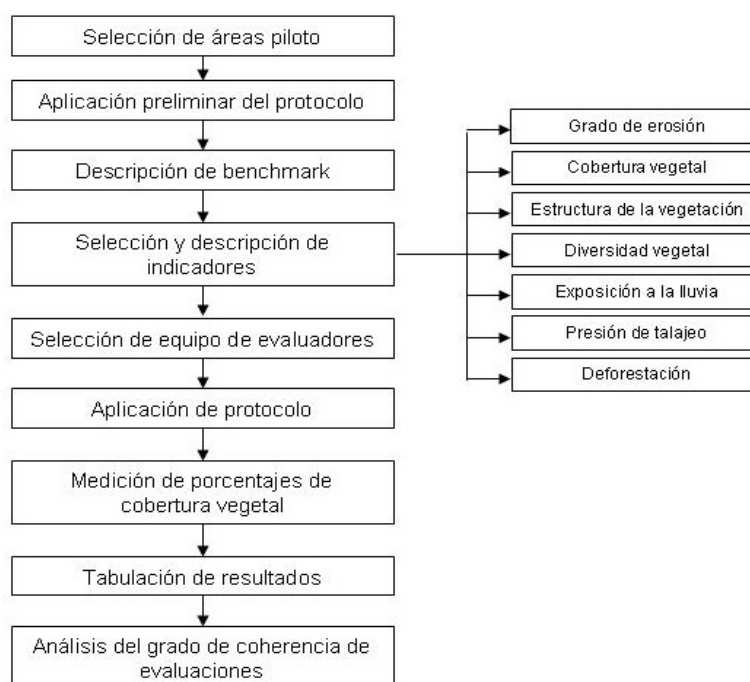 Selección de áreas piloto
Aplicación preliminar del protocolo
Descripción de benchmark
Selección y descripción de
indicadores
Selección de equipo de evaluadores
Aplicación de protocolo
Medición de porcentajes de
cobertura vegetal
Tabulación de resultados
Análisis del grado de coherencia de
evaluaciones
Grado de erosión
Cobertura vegetal
Estructura de la vegetación
Diversidad vegetal
Exposición a la lluvia
Presión de talajeo
Deforestación